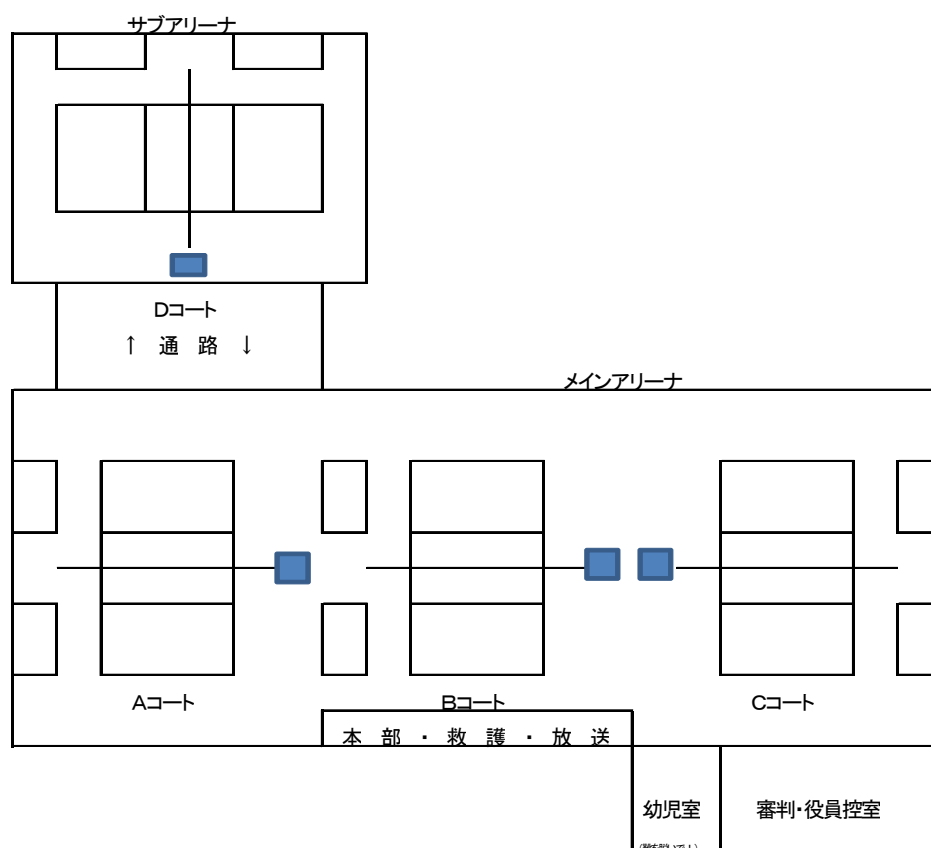 サブアリーナ
Dコート
↑ 通 路 ↓
メインアリーナ
Aコート
Bコート
Cコート
本 部 ・ 救 護 ・ 放 送
幼児室
審判・役員控室